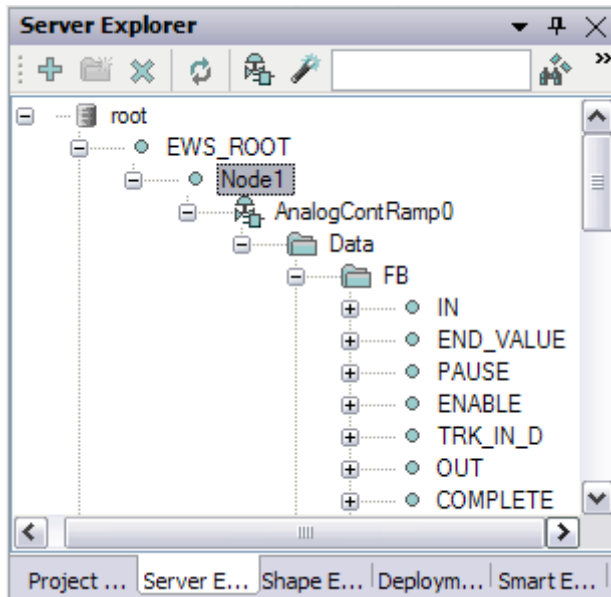 Server Explorer
root
EWS_ROOT
Node1
AnalogContRamp0
Data
FB
IN
END_VALUE
PAUSE
ENABLE
TRK_IN_D
OUT
COMPLETE
Project ... Server E... Shape E... Deploym... Smart E...